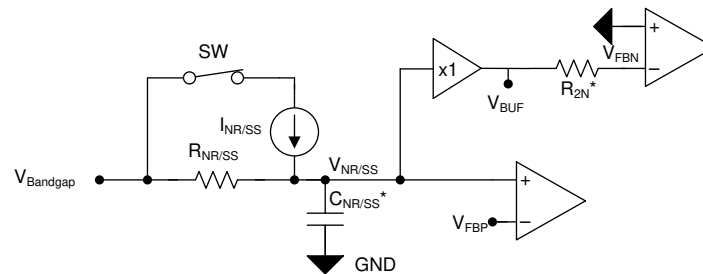 SW
x1
+
V_FBN
−
R_2N*
V_BUF
I_NR/SS
R_NR/SS
V_NR/SS
V_Bandgap
+
C_NR/SS*
V_FBP
−
GND